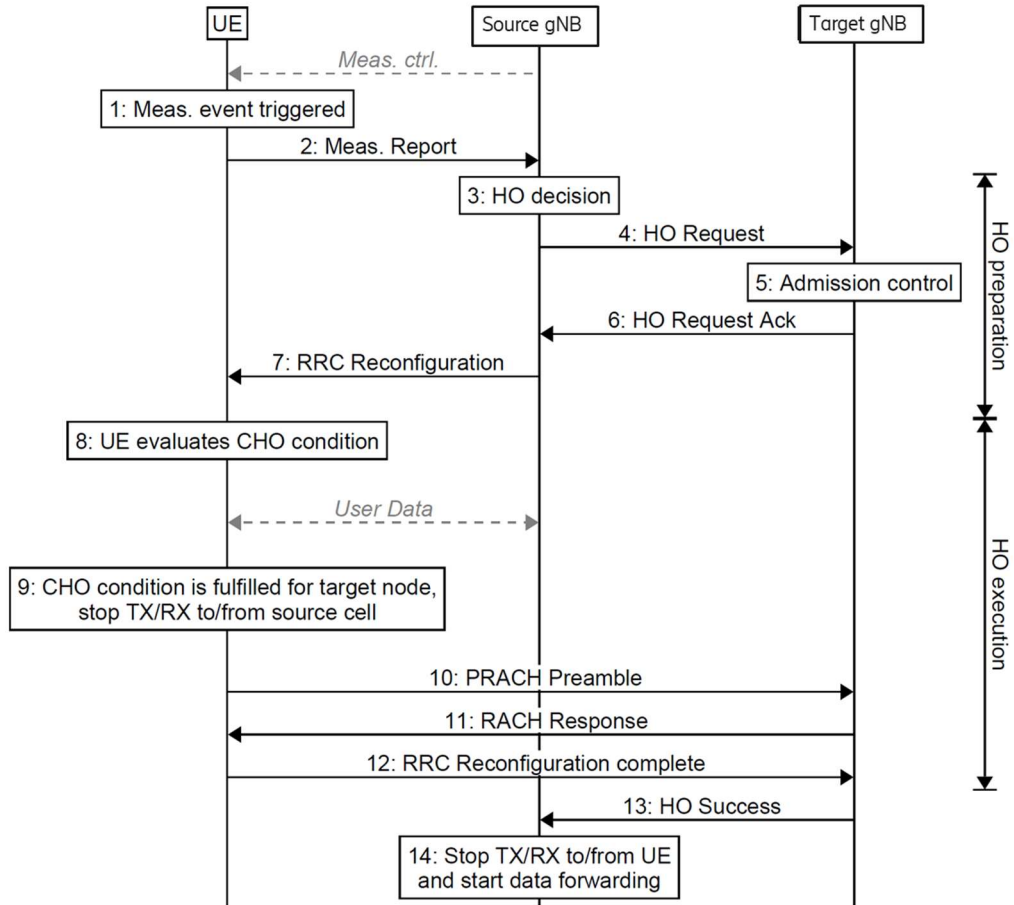 UE
Source gNB
Target gNB
Meas. ctrl.
1: Meas. event triggered
2: Meas. Report
3: HO decision
4: HO Request
5: Admission control
6: HO Request Ack
7: RRC Reconfiguration
HO preparation
8: UE evaluates CHO condition
User Data
9: CHO condition is fulfilled for target node,
stop TX/RX to/from source cell
HO execution
10: PRACH Preamble
11: RACH Response
12: RRC Reconfiguration complete
13: HO Success
14: Stop TX/RX to/from UE
and start data forwarding